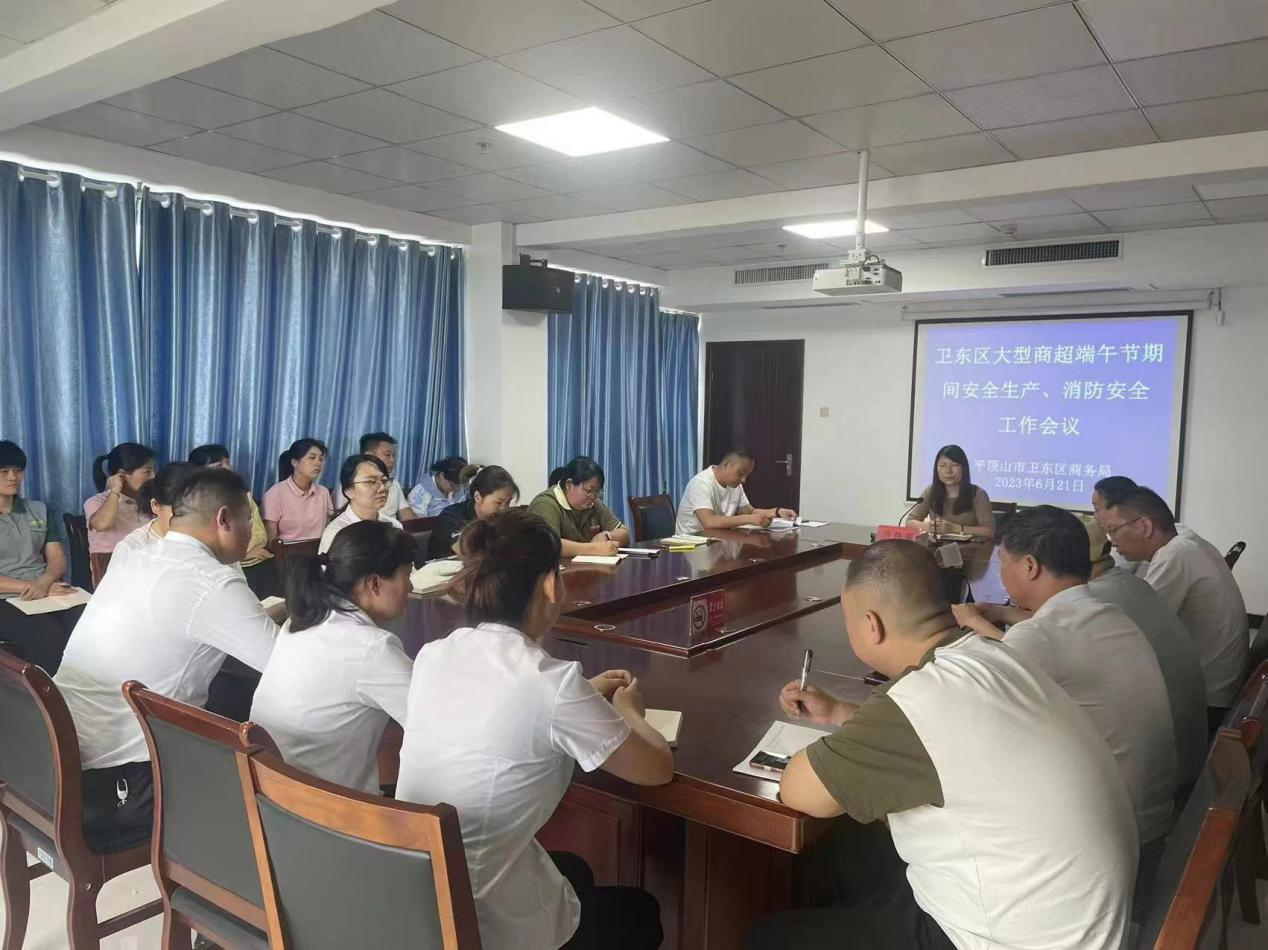 卫东区大型商超端午节期
间安全生产、消防安全
工作会议
平顶山市卫东区商务局
2023年6月21日